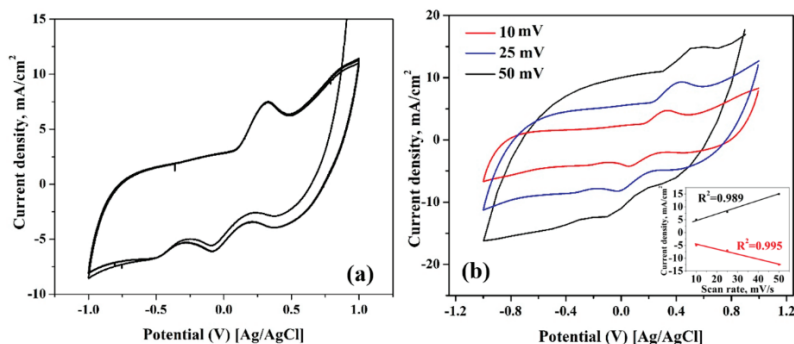 15
10
5
0
-5
-10
-1.0
-0.5
0.0
0.5
1.0
Current density, mA/cm²
Potential (V) [Ag/AgCl]
(a)
20
10
0
-10
-20
-1.2
-0.8
-0.4
0.0
0.4
0.8
1.2
Current density, mA/cm²
Potential (V) [Ag/AgCl]
(b)
10 mV
25 mV
50 mV
R²=0.989
R²=0.995
15
10
5
0
-5
-10
-15
10
20
30
40
50
Current density, mA/cm²
Scan rate, mV/s